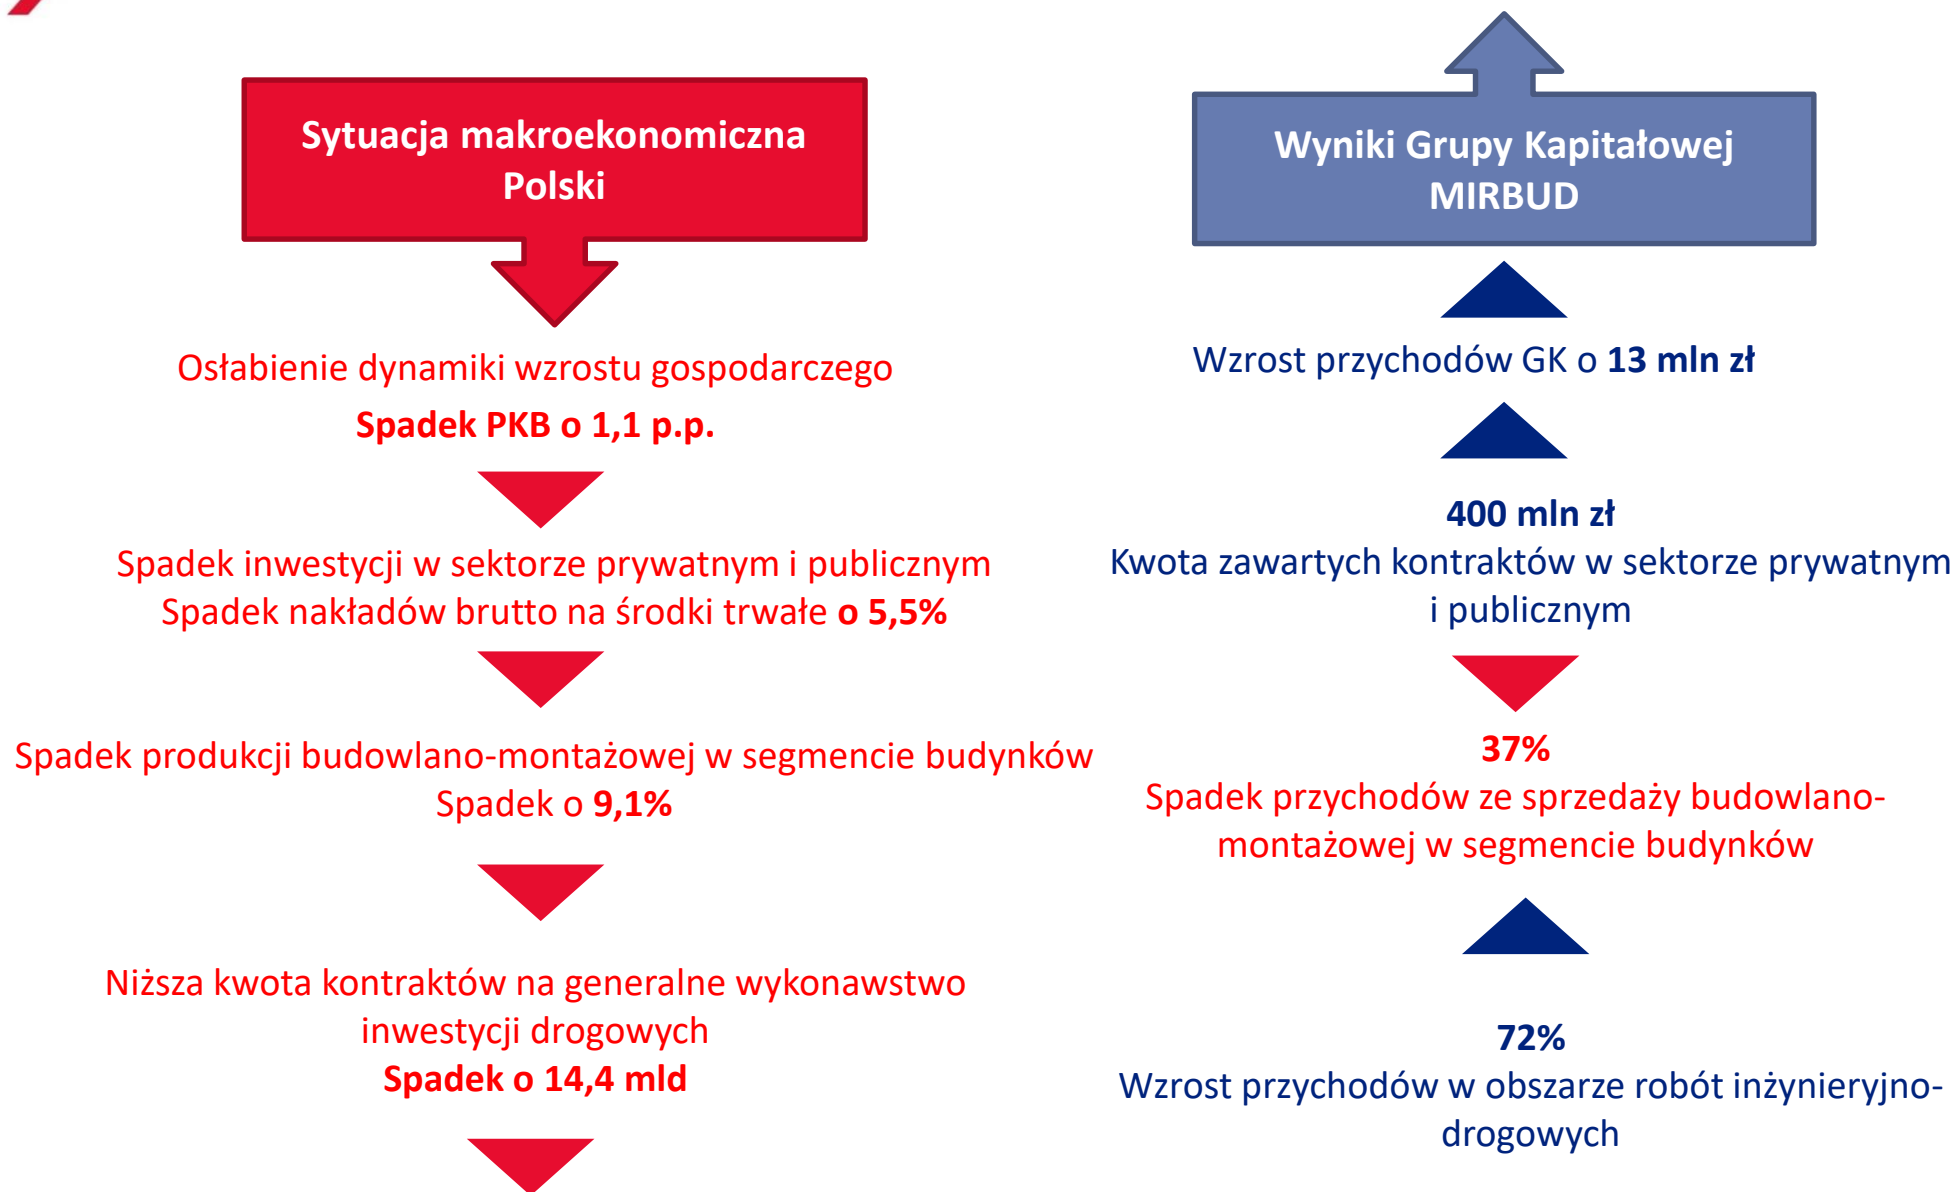 Sytuacja makroekonomiczna
Polski
Osłabienie dynamiki wzrostu gospodarczego
Spadek PKB o 1,1 p.p.
Spadek inwestycji w sektorze prywatnym i publicznym
Spadek nakładów brutto na środki trwałe o 5,5%
Spadek produkcji budowlano-montażowej w segmencie budynków
Spadek o 9,1%
Niższa kwota kontraktów na generalne wykonawstwo
inwestycji drogowych
Spadek o 14,4 mld
Wyniki Grupy Kapitałowej
MIRBUD
Wzrost przychodów GK o 13 mln zł
400 mln zł
Kwota zawartych kontraktów w sektorze prywatnym
i publicznym
37%
Spadek przychodów ze sprzedaży budowlano-
montażowej w segmencie budynków
72%
Wzrost przychodów w obszarze robót inżynieryjno-
drogowych